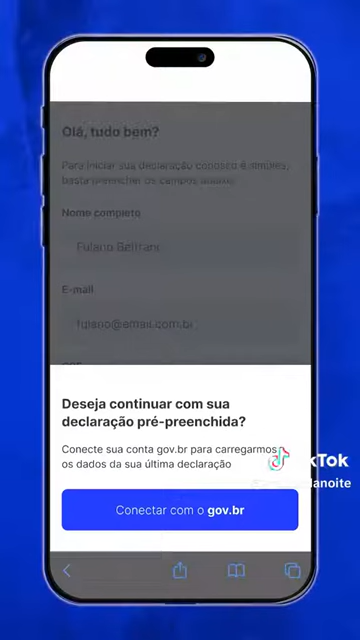 Olá, tudo bem?
Para iniciar sua declaração conosco é simples,
basta preencher os campos abaixo.
Nome completo
Fulano Beltrano
E-mail
fulano@email.com.br
Deseja continuar com sua
declaração pré-preenchida?
Conecte sua conta gov.br para carregarmos
os dados da sua última declaração
Conectar com o gov.br
kTok
danoite